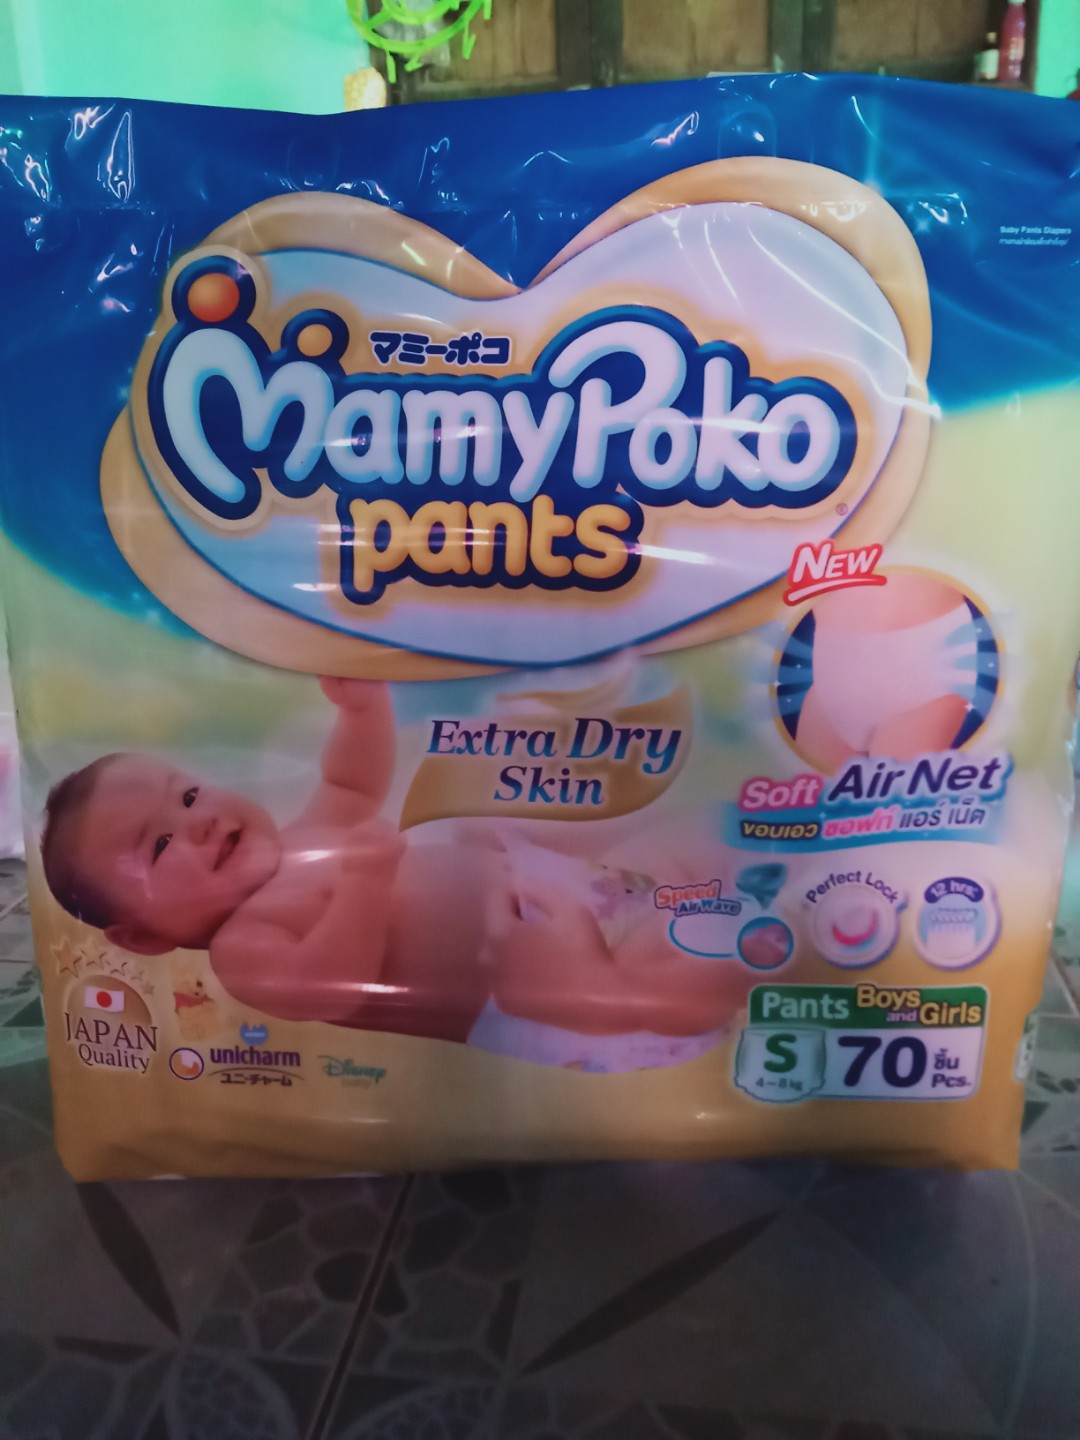 Baby Pants Diapers
マミーポコ
MamyPoko
pants
NEW
Extra Dry
Skin
Soft Air Net
ขอบเอว ซอฟท์ แอร์ เน็ต
Speed
Air Wave
Perfect Lock
12 hrs.
JAPAN
Quality
unicharm
ユニ・チャーム
Disney
Pants Boys and Girls
S
4~8 kg
70 ชิ้น
Pcs.